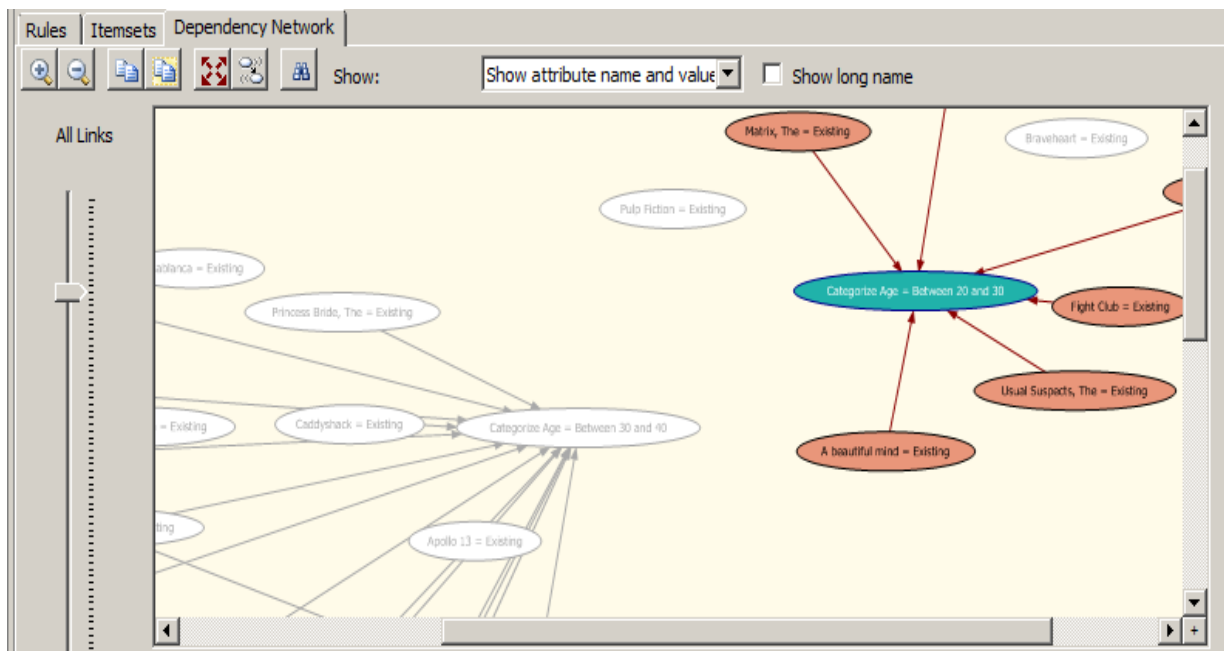 Rules Itemsets Dependency Network
Show: Show attribute name and value Show long name
All Links
Matrix, The = Existing
Braveheart = Existing
Pulp Fiction = Existing
ablanca = Existing
Categorize Age = Between 20 and 30
Princess Bride, The = Existing
Fight Club = Existing
Usual Suspects, The = Existing
= Existing
Caddyshack = Existing
Categorize Age = Between 30 and 40
A beautiful mind = Existing
ting
Apollo 13 = Existing
+